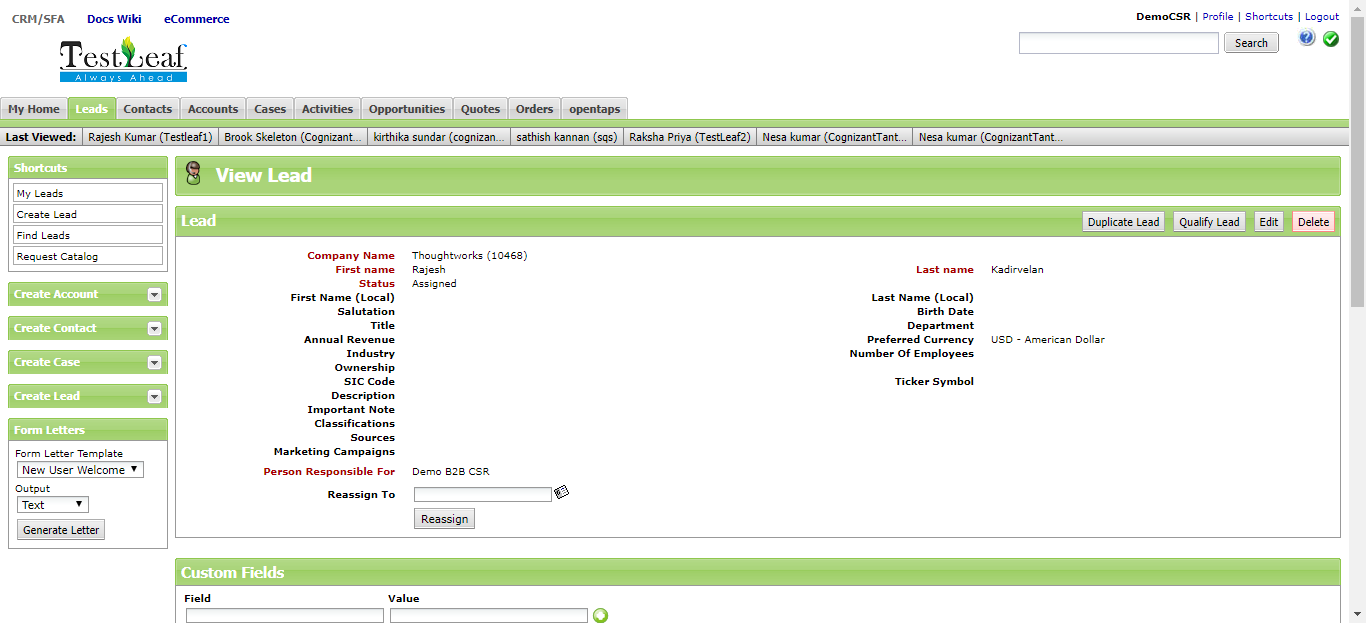 CRM/SFA Docs Wiki eCommerce
DemoCSR | Profile | Shortcuts | Logout
TestLeaf
Always Ahead
Search
My Home Leads Contacts Accounts Cases Activities Opportunities Quotes Orders opentaps
Last Viewed: Rajesh Kumar (Testleaf1) Brook Skeleton (Cognizant... kirthika sundar (cognizan... sathish kannan (sqs) Raksha Priya (TestLeaf2) Nesa kumar (CognizantTant... Nesa kumar (CognizantTant...
Shortcuts
My Leads
Create Lead
Find Leads
Request Catalog
Create Account
Create Contact
Create Case
Create Lead
Form Letters
Form Letter Template
New User Welcome
Output
Text
Generate Letter
View Lead
Lead
Duplicate Lead Qualify Lead Edit Delete
Company Name Thoughtworks (10468)
First name Rajesh Last name Kadirvelan
Status Assigned
First Name (Local) Last Name (Local)
Salutation Birth Date
Title Department
Annual Revenue Preferred Currency USD - American Dollar
Industry Number Of Employees
Ownership
SIC Code Ticker Symbol
Description
Important Note
Classifications
Sources
Marketing Campaigns
Person Responsible For Demo B2B CSR
Reassign To
Reassign
Custom Fields
Field Value